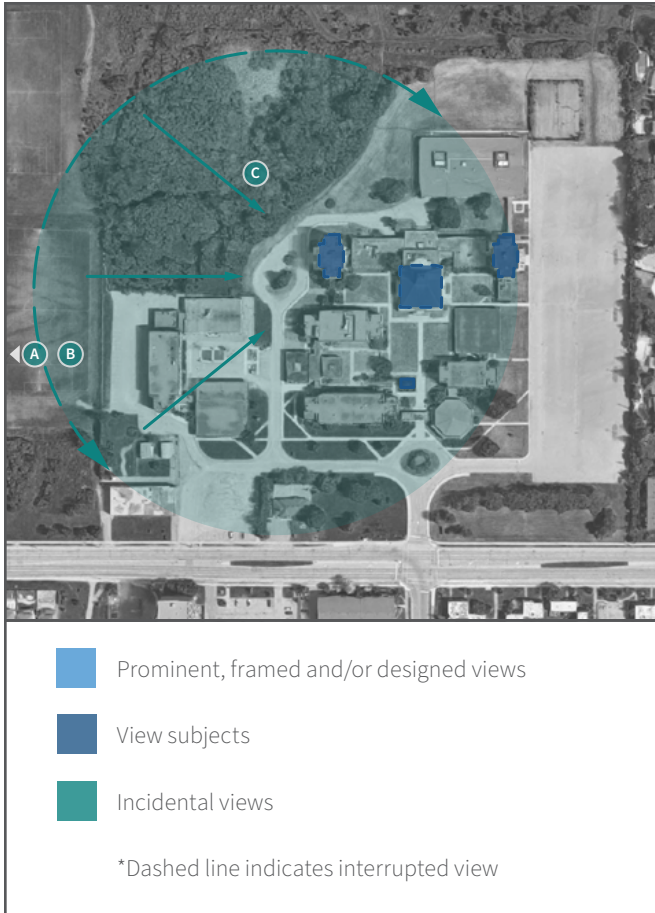 C
A
B
Prominent, framed and/or designed views
View subjects
Incidental views
*Dashed line indicates interrupted view